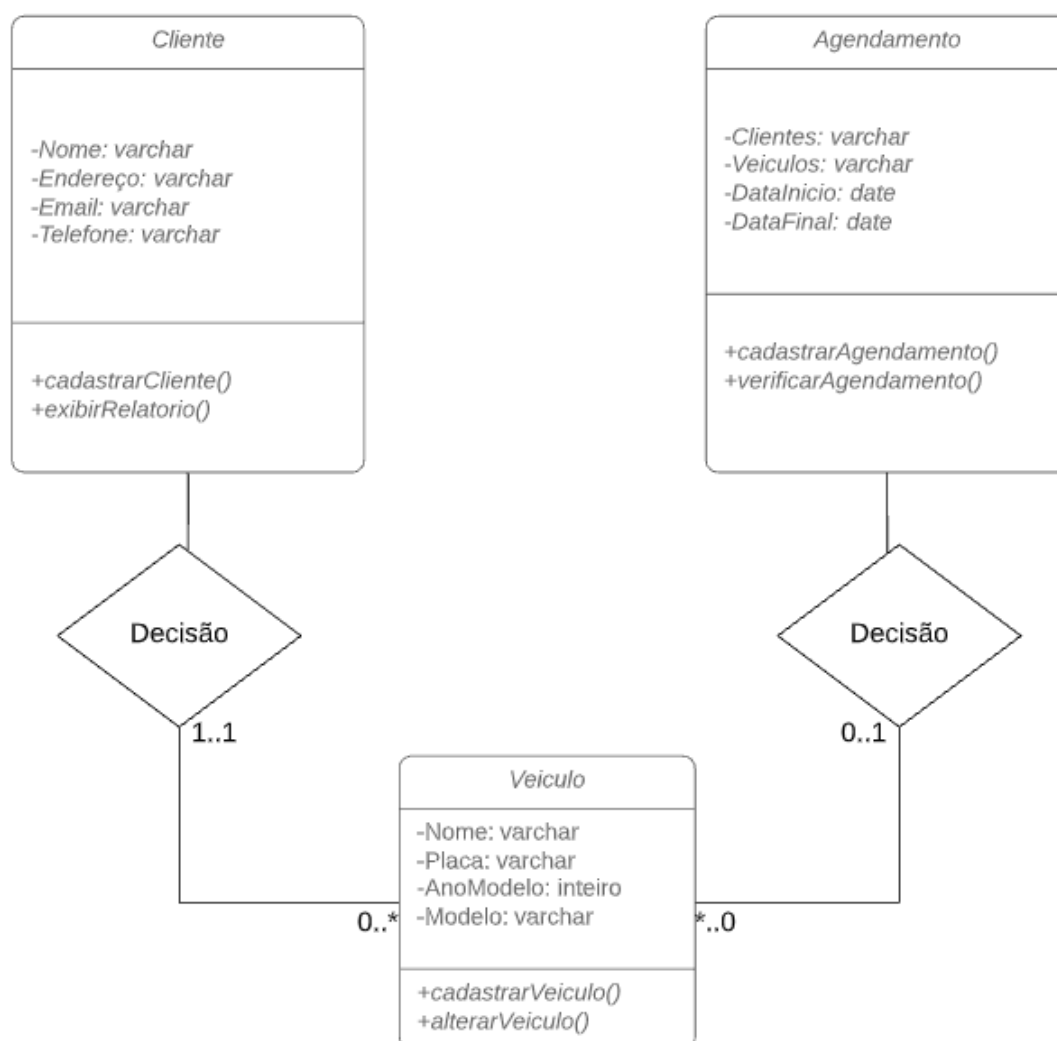 Cliente
-Nome: varchar
-Endereço: varchar
-Email: varchar
-Telefone: varchar
+cadastrarCliente()
+exibirRelatorio()
Agendamento
-Clientes: varchar
-Veiculos: varchar
-DataInicio: date
-DataFinal: date
+cadastrarAgendamento()
+verificarAgendamento()
Decisão
1..1
Decisão
0..1
Veiculo
-Nome: varchar
-Placa: varchar
-AnoModelo: inteiro
-Modelo: varchar
+cadastrarVeiculo()
+alterarVeiculo()
0..*
*..0